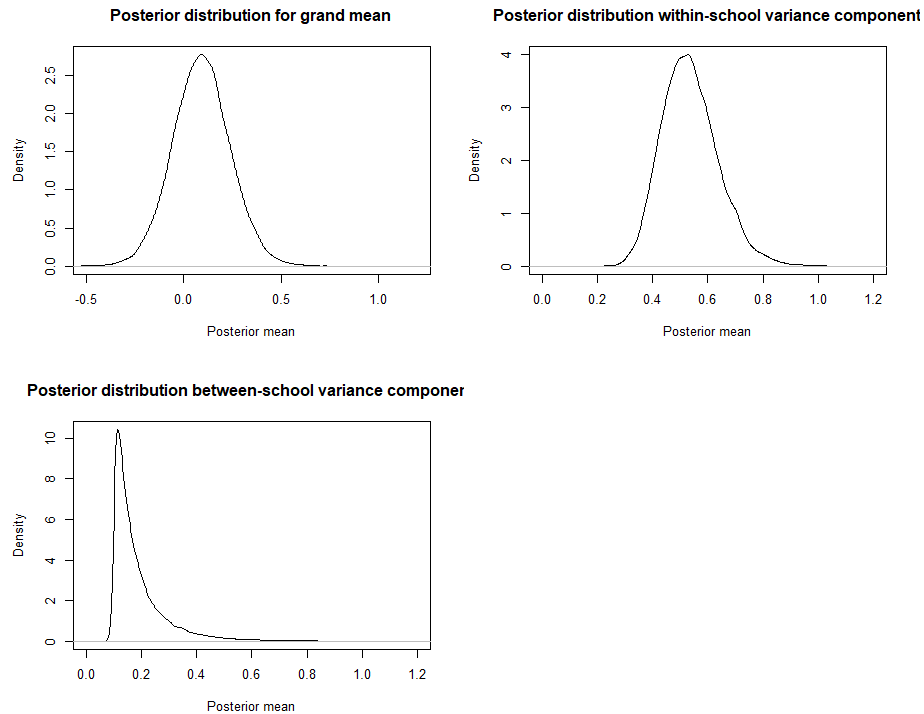 Posterior distribution for grand mean
Density
0.0 0.5 1.0 1.5 2.0 2.5
-0.5 0.0 0.5 1.0
Posterior mean
Posterior distribution within-school variance component
Density
0 1 2 3 4
0.0 0.2 0.4 0.6 0.8 1.0 1.2
Posterior mean
Posterior distribution between-school variance componer
Density
0 2 4 6 8 10
0.0 0.2 0.4 0.6 0.8 1.0 1.2
Posterior mean